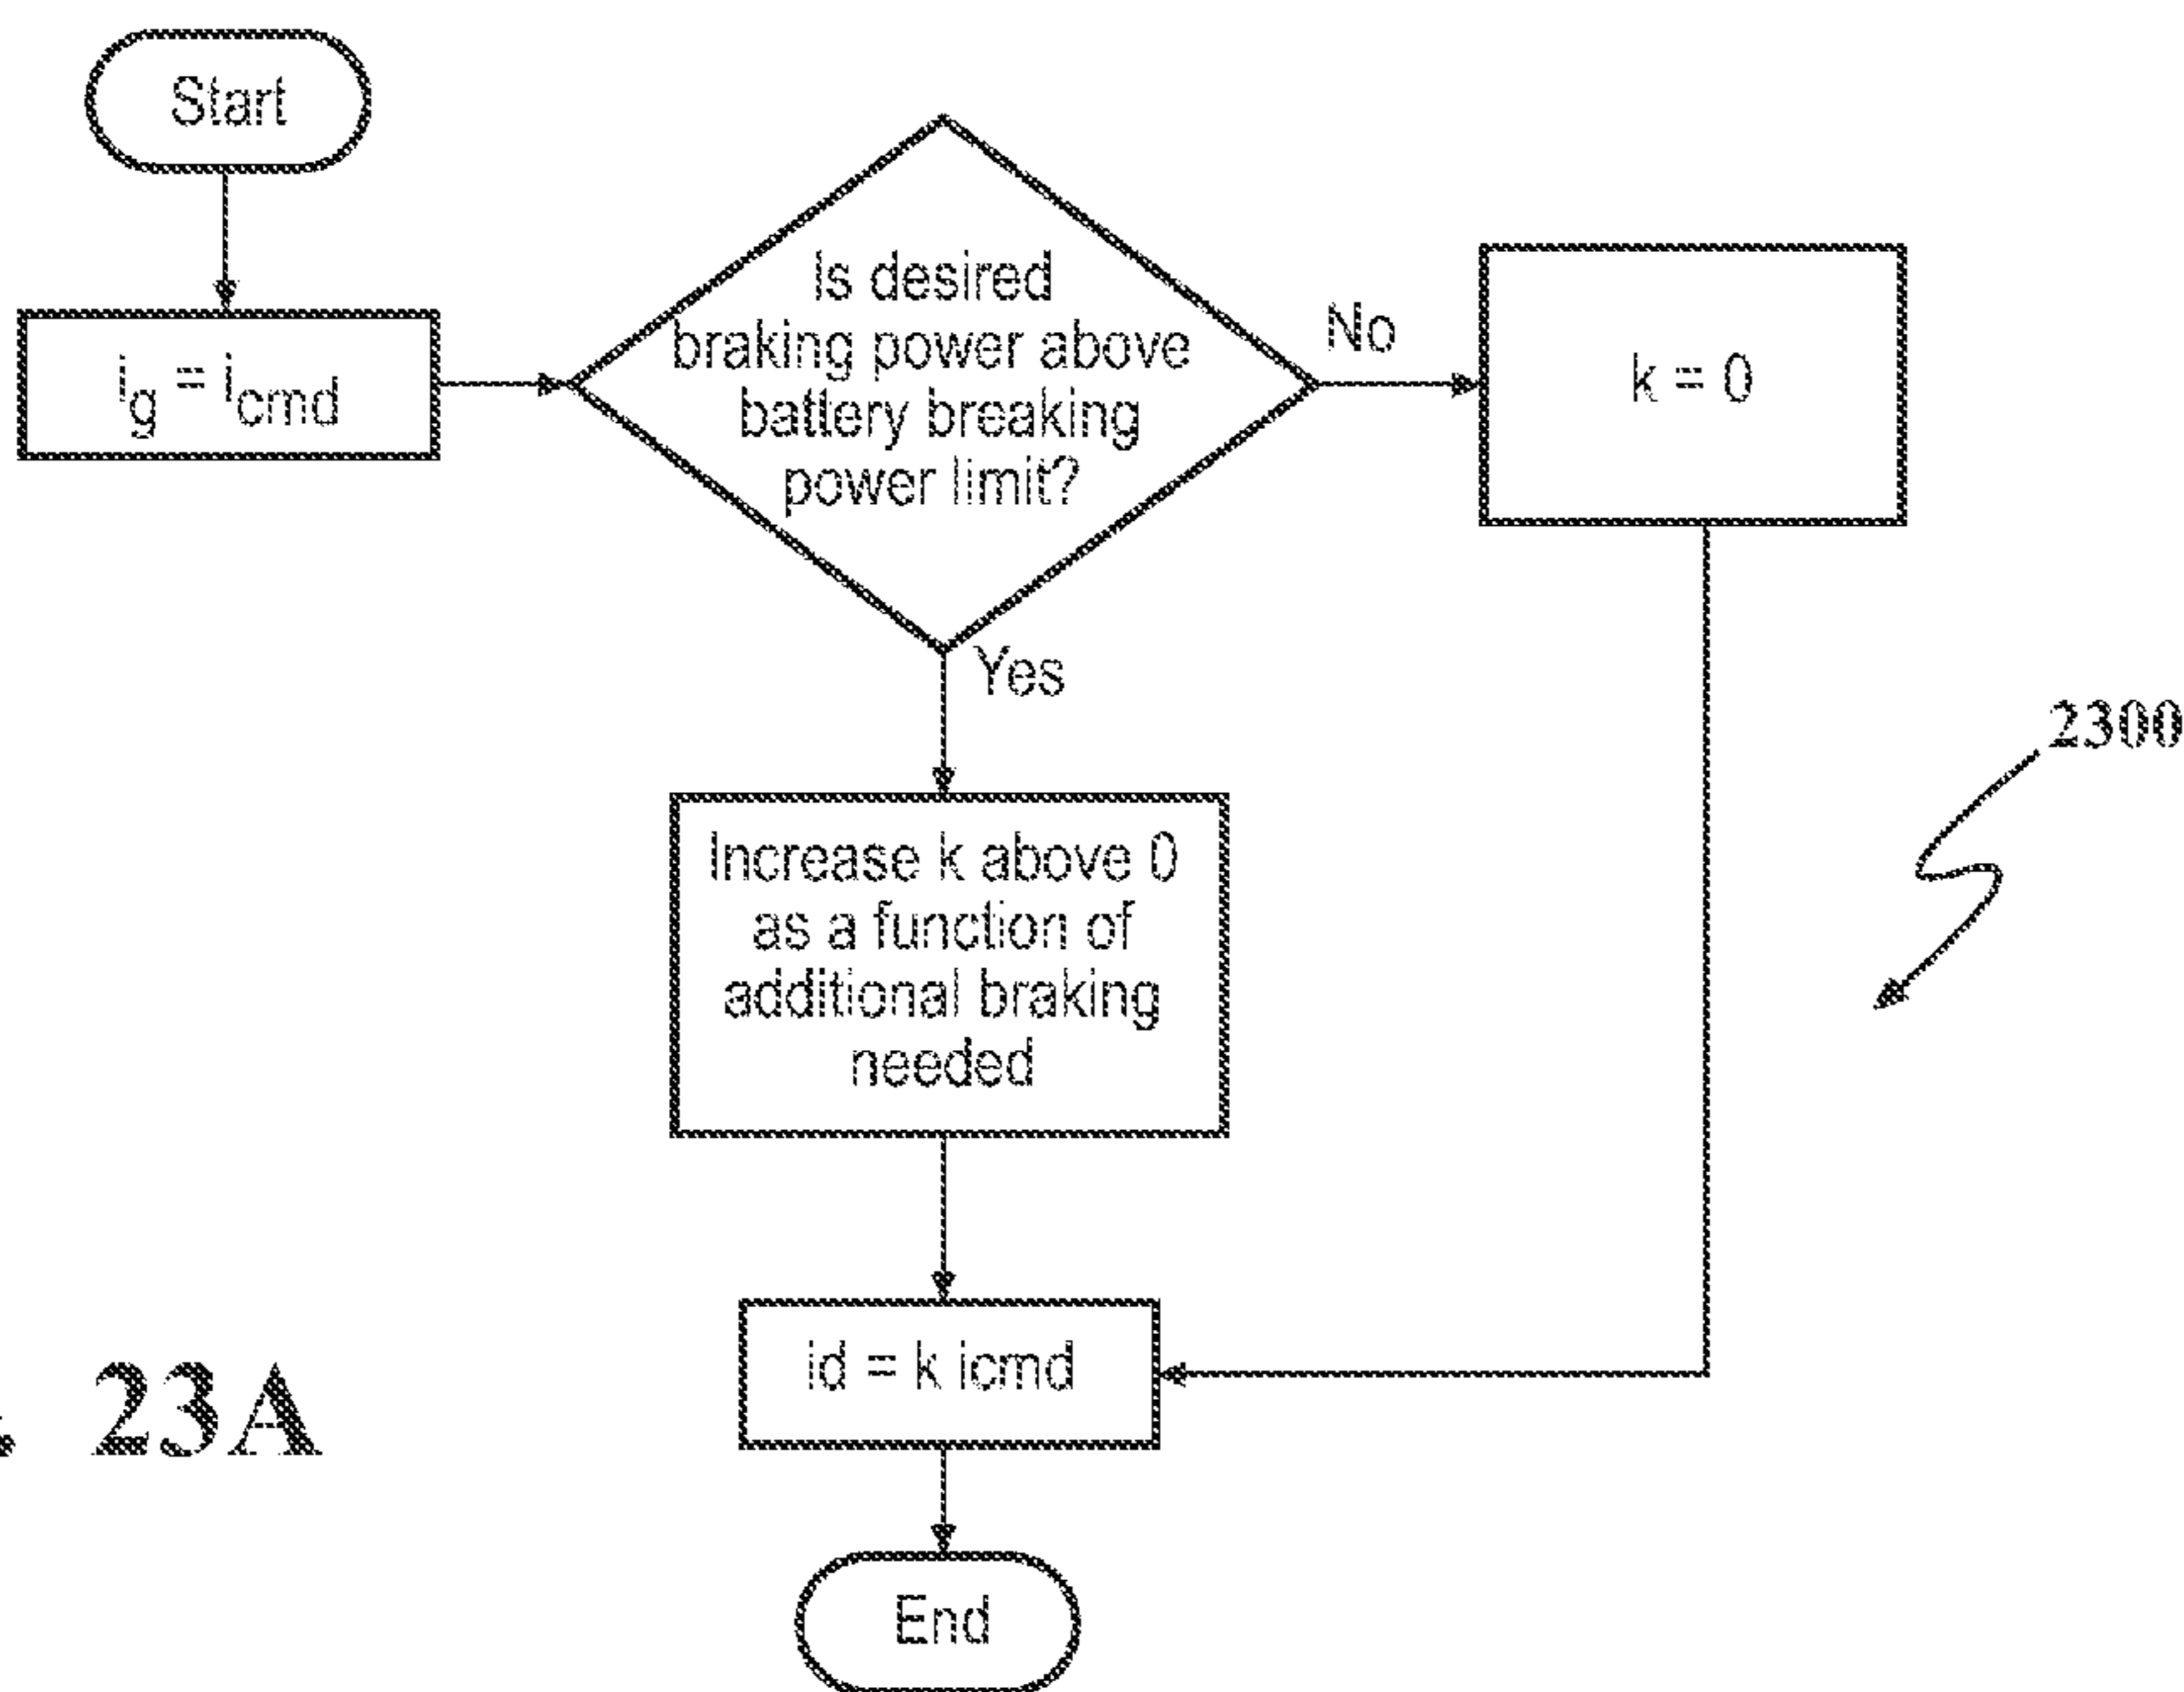 Start
ig = icmd
Is desired
braking power above
battery breaking
power limit?
No
k = 0
Yes
2300
Increase k above 0
as a function of
additional braking
needed
id = k icmd
23A
End